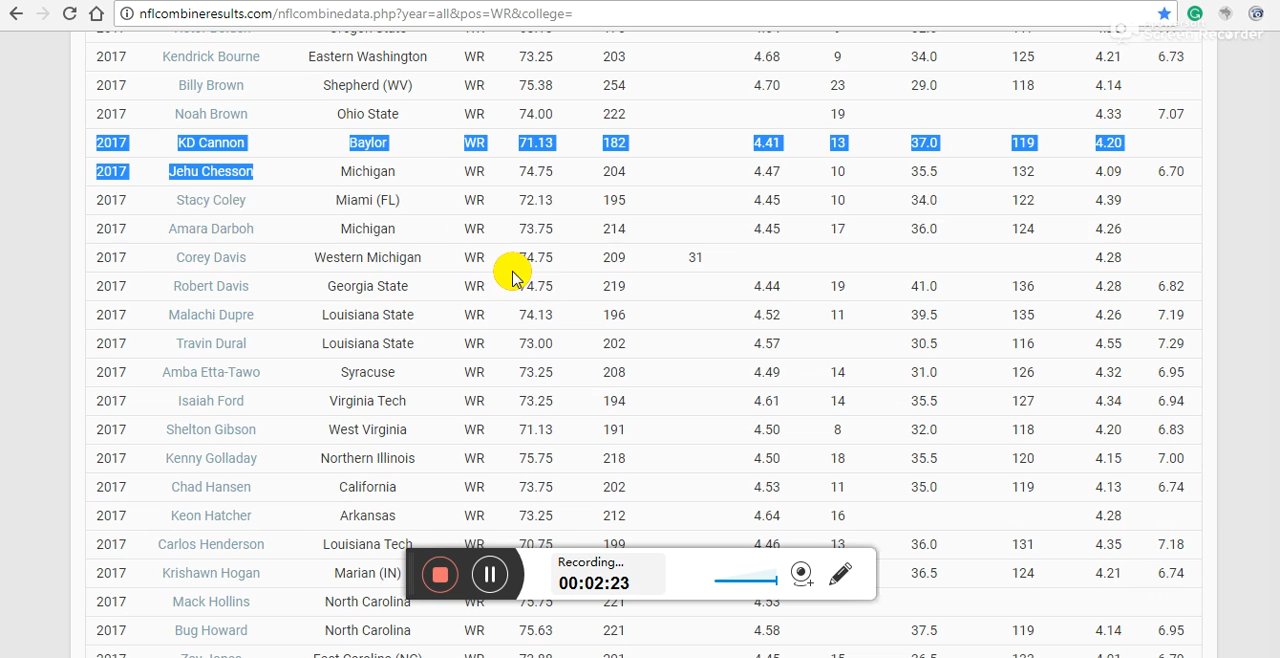 nflcombineresults.com/nflcombinedata.php?year=all&pos=WR&college=
Screen Recorder
2017 Kendrick Bourne Eastern Washington WR 73.25 203 4.68 9 34.0 125 4.21 6.73
2017 Billy Brown Shepherd (WV) WR 75.38 254 4.70 23 29.0 118 4.14
2017 Noah Brown Ohio State WR 74.00 222 19 4.33 7.07
2017 KD Cannon Baylor WR 71.13 182 4.41 13 37.0 119 4.20
2017 Jehu Chesson Michigan WR 74.75 204 4.47 10 35.5 132 4.09 6.70
2017 Stacy Coley Miami (FL) WR 72.13 195 4.45 10 34.0 122 4.39
2017 Amara Darboh Michigan WR 73.75 214 4.45 17 36.0 124 4.26
2017 Corey Davis Western Michigan WR 74.75 209 31 4.28
2017 Robert Davis Georgia State WR 74.75 219 4.44 19 41.0 136 4.28 6.82
2017 Malachi Dupre Louisiana State WR 74.13 196 4.52 11 39.5 135 4.26 7.19
2017 Travin Dural Louisiana State WR 73.00 202 4.57 30.5 116 4.55 7.29
2017 Amba Etta-Tawo Syracuse WR 73.25 208 4.49 14 31.0 126 4.32 6.95
2017 Isaiah Ford Virginia Tech WR 73.25 194 4.61 14 35.5 127 4.34 6.94
2017 Shelton Gibson West Virginia WR 71.13 191 4.50 8 32.0 118 4.20 6.83
2017 Kenny Golladay Northern Illinois WR 75.75 218 4.50 18 35.5 120 4.15 7.00
2017 Chad Hansen California WR 73.75 202 4.53 11 35.0 119 4.13 6.74
2017 Keon Hatcher Arkansas WR 73.25 212 4.64 16 4.28
2017 Carlos Henderson Louisiana Tech WR 70.75 199 4.46 13 36.0 131 4.35 7.18
2017 Krishawn Hogan Marian (IN) 36.5 124 4.21 6.74
2017 Mack Hollins North Carolina WR 75.75 221 4.53
2017 Bug Howard North Carolina WR 75.63 221 4.58 37.5 119 4.14 6.95
Recording...
00:02:23